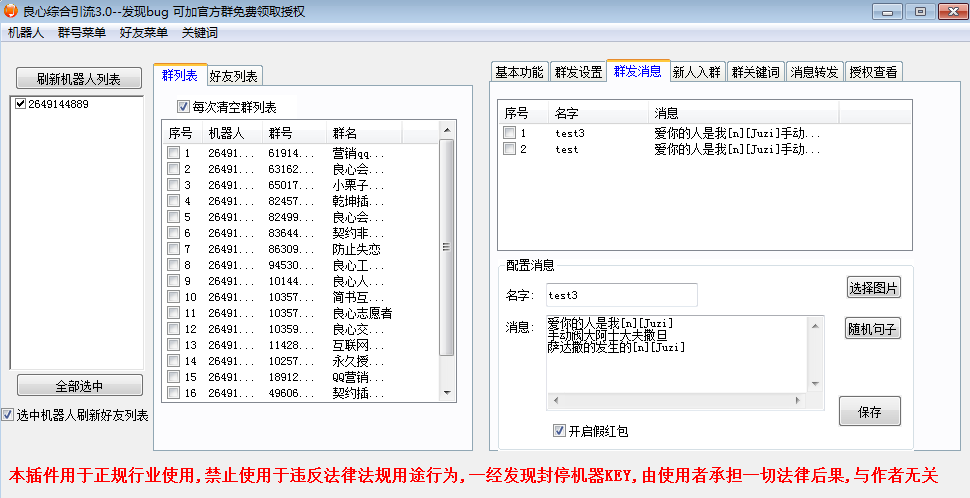 良心综合引流3.0--发现bug 可加官方群免费领取授权
机器人 群号菜单 好友菜单 关键词
刷新机器人列表
2649144889
全部选中
选中机器人刷新好友列表
群列表 好友列表
每次清空群列表
序号 机器人 群号 群名
1 26491... 61914... 营销qq...
2 26491... 63162... 良心会...
3 26491... 65017... 小栗子...
4 26491... 82457... 乾坤插...
5 26491... 82499... 良心会...
6 26491... 83644... 契约非...
7 26491... 86309... 防止失恋
8 26491... 94530... 良心工...
9 26491... 10144... 良心人...
10 26491... 10357... 简书互...
11 26491... 10357... 良心志愿者
12 26491... 10359... 良心交...
13 26491... 11428... 互联网...
14 26491... 10257... 永久授...
15 26491... 18912... QQ营销...
16 26491... 49606... 契约插...
基本功能 群发设置 群发消息 新人入群 群关键词 消息转发 授权查看
序号 名字 消息
1 test3 爱你的人是我[n][Juzi]手动...
2 test 爱你的人是我[n][Juzi]手动...
配置消息
名字: test3
选择图片
消息: 爱你的人是我[n][Juzi]
手动阀大阿士大夫撒旦
萨达撒的发生的[n][Juzi]
随机句子
保存
开启假红包
本插件用于正规行业使用,禁止使用于违反法律法规用途行为,一经发现封停机器KEY,由使用者承担一切法律后果,与作者无关